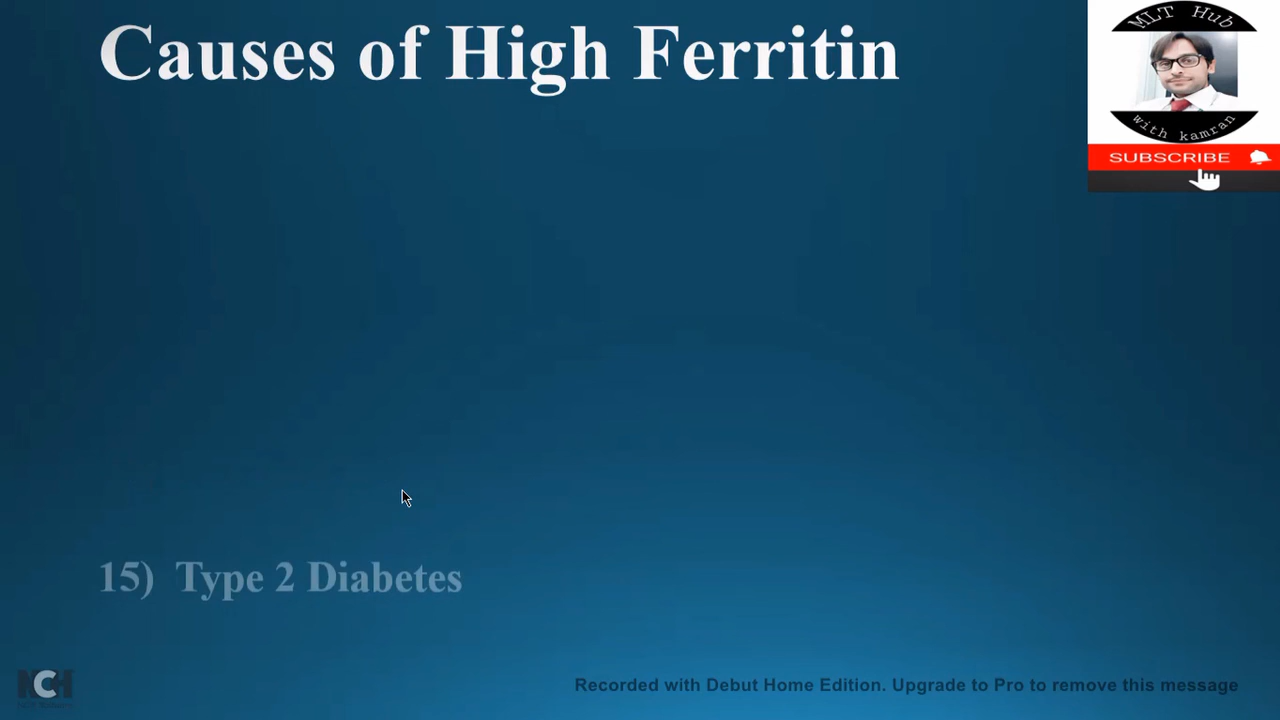 Causes of High Ferritin
MLT Hub
with kamran
SUBSCRIBE
15) Type 2 Diabetes
NCH
Recorded with Debut Home Edition. Upgrade to Pro to remove this message